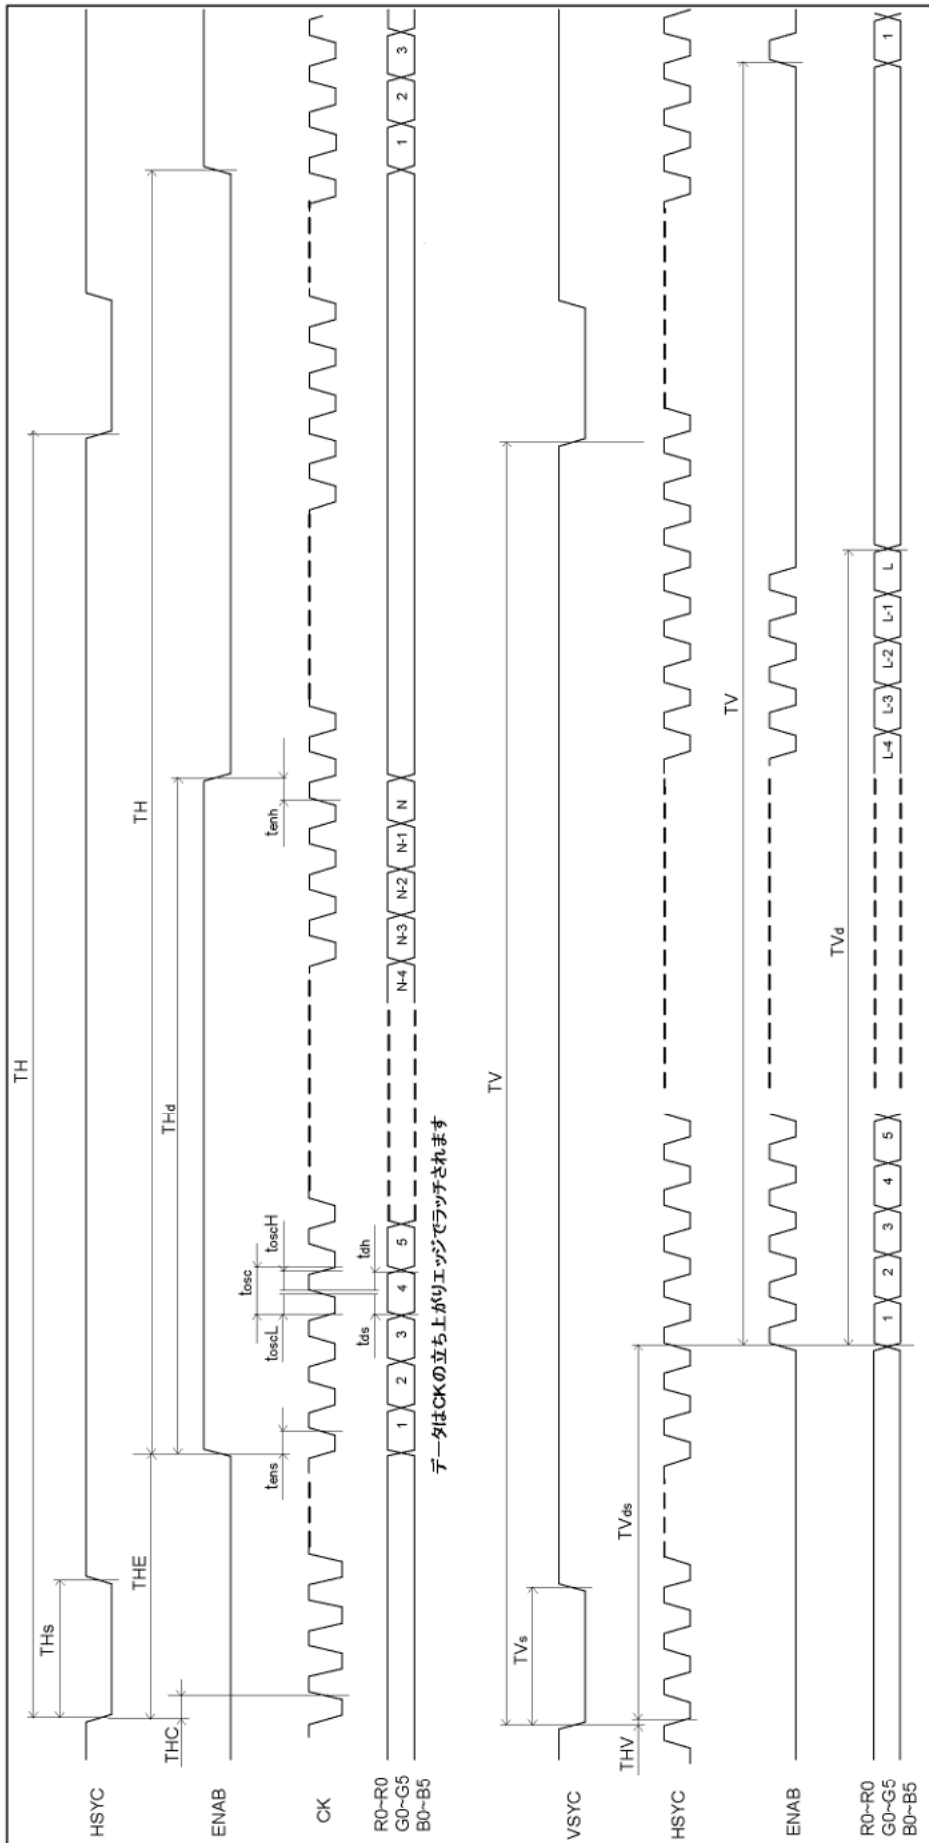 TH
THs
HSYC
TH
THE
THd
THC
ENAB
tosc
toscL
toscH
tens
tenh
CK
tds
tdh
R0~R0
G0~G5
B0~B5
1
2
3
4
5
N-4
N-3
N-2
N-1
N
1
2
3
データはCKの立ち上がりエッジでラッチされます
TV
TVs
VSYC
THV
TVds
HSYC
TV
ENAB
TVd
R0~R0
G0~G5
B0~B5
1
2
3
4
5
L-4
L-3
L-2
L-1
L
1